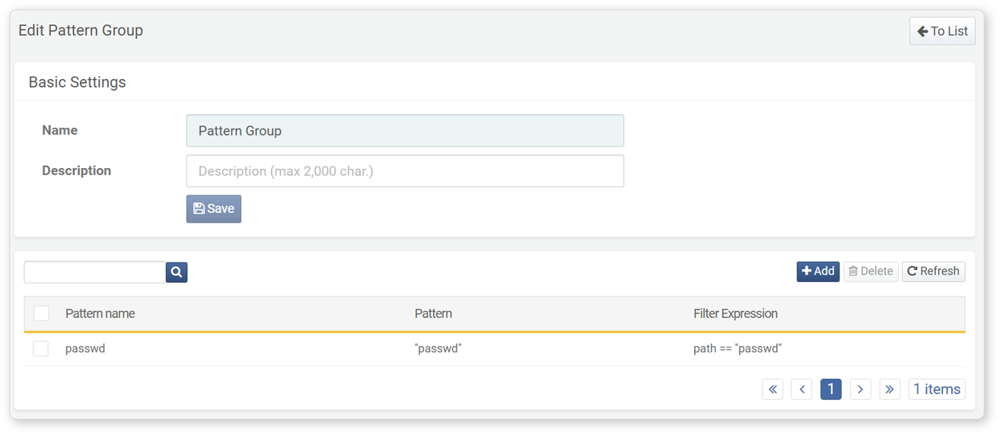 Edit Pattern Group
To List
Basic Settings
Name
Pattern Group
Description
Description (max 2,000 char.)
Save
Add Delete Refresh
Pattern name Pattern Filter Expression
passwd "passwd" path == "passwd"
« ‹ 1 › » 1 items